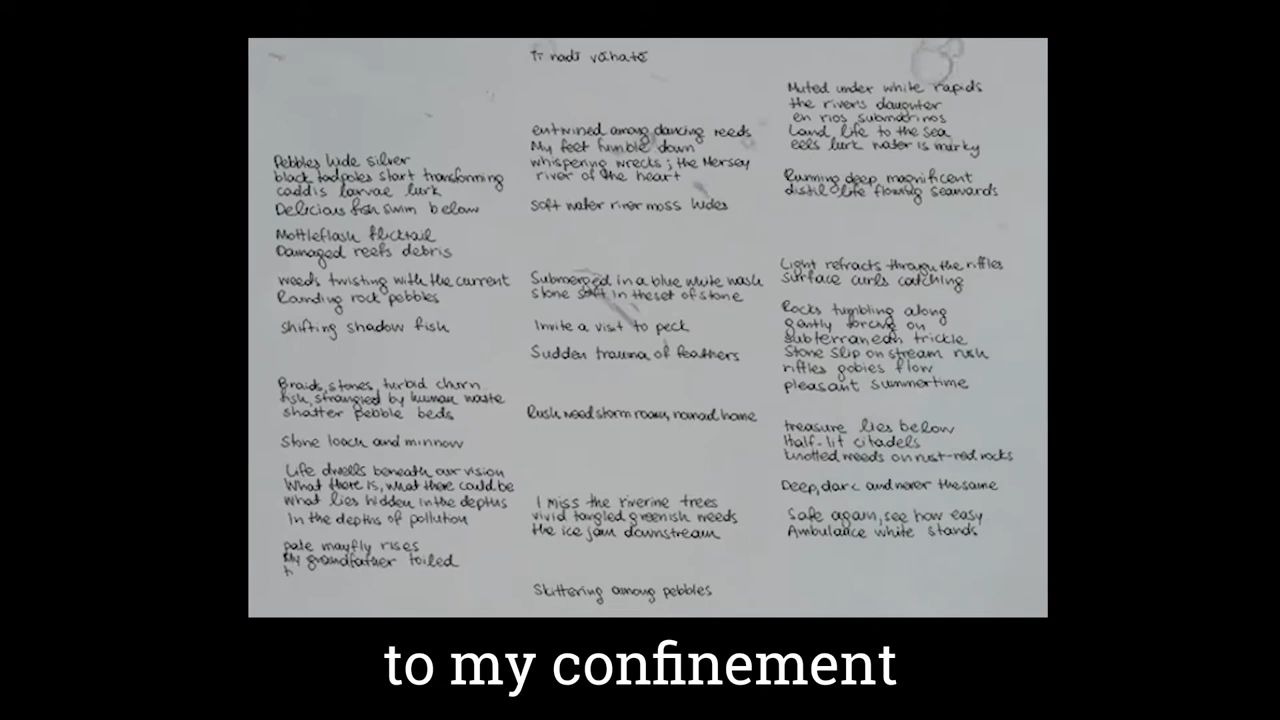 Pebbles hide silver
black tadpoles start transforming
caddis larvae lurk
Delicious fish swim below
Mottleflash flicktail
Damaged reefs debris
weeds twisting with the current
Rounding rock pebbles
Shifting shadow fish
Braids, stones, turbid churn
fish, strangled by human waste
shatter pebble beds
Stone loach and minnow
Life dwells beneath our vision
What there is, what there could be
what lies hidden in the depths
In the depths of pollution
pale mayfly rises
My grandfather toiled
Ti nadī vahatē
entwined among dancing reeds
My feet fumble down
whispering wrecks; the Mersey
river of the heart
Soft water river moss hides
Submerged in a blue white wash
stone soft in the set of stone
Invite a visit to peck
Sudden trauma of feathers
Rush need storm roam, nomad home
I miss the riverine trees
vivid tangled greenish weeds
the ice jam downstream
Skittering among pebbles
Muted under white rapids
the river's daughter
en rios submarinos
Land life to the sea
eels lurk water is murky
Running deep magnificent
distil life flowing seawards
Light refracts through the riffles
surface curls catching
Rocks tumbling along
gently forcing on
subterranean trickle
Stone slip on stream rush
riffles gobies flow
pleasant summertime
treasure lies below
Half-lit citadels
knotted weeds on rust-red rocks
Deep, darc and never the same
Safe again, see how easy
Ambulance white stands
to my confinement